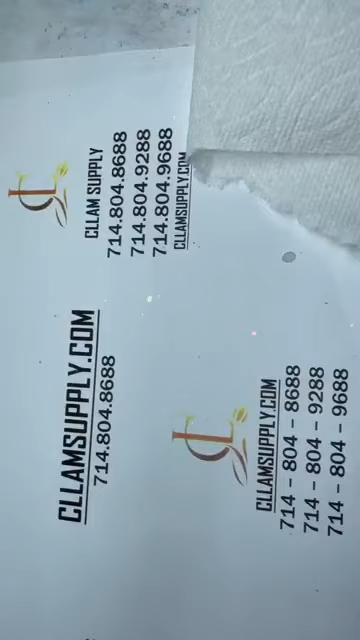 CLLAM SUPPLY
714.804.8688
714.804.9288
714.804.9688
CLLAMSUPPLY.COM
CLLAMSUPPLY.COM
714.804.8688
CLLAMSUPPLY.COM
714 - 804 - 8688
714 - 804 - 9288
714 - 804 - 9688